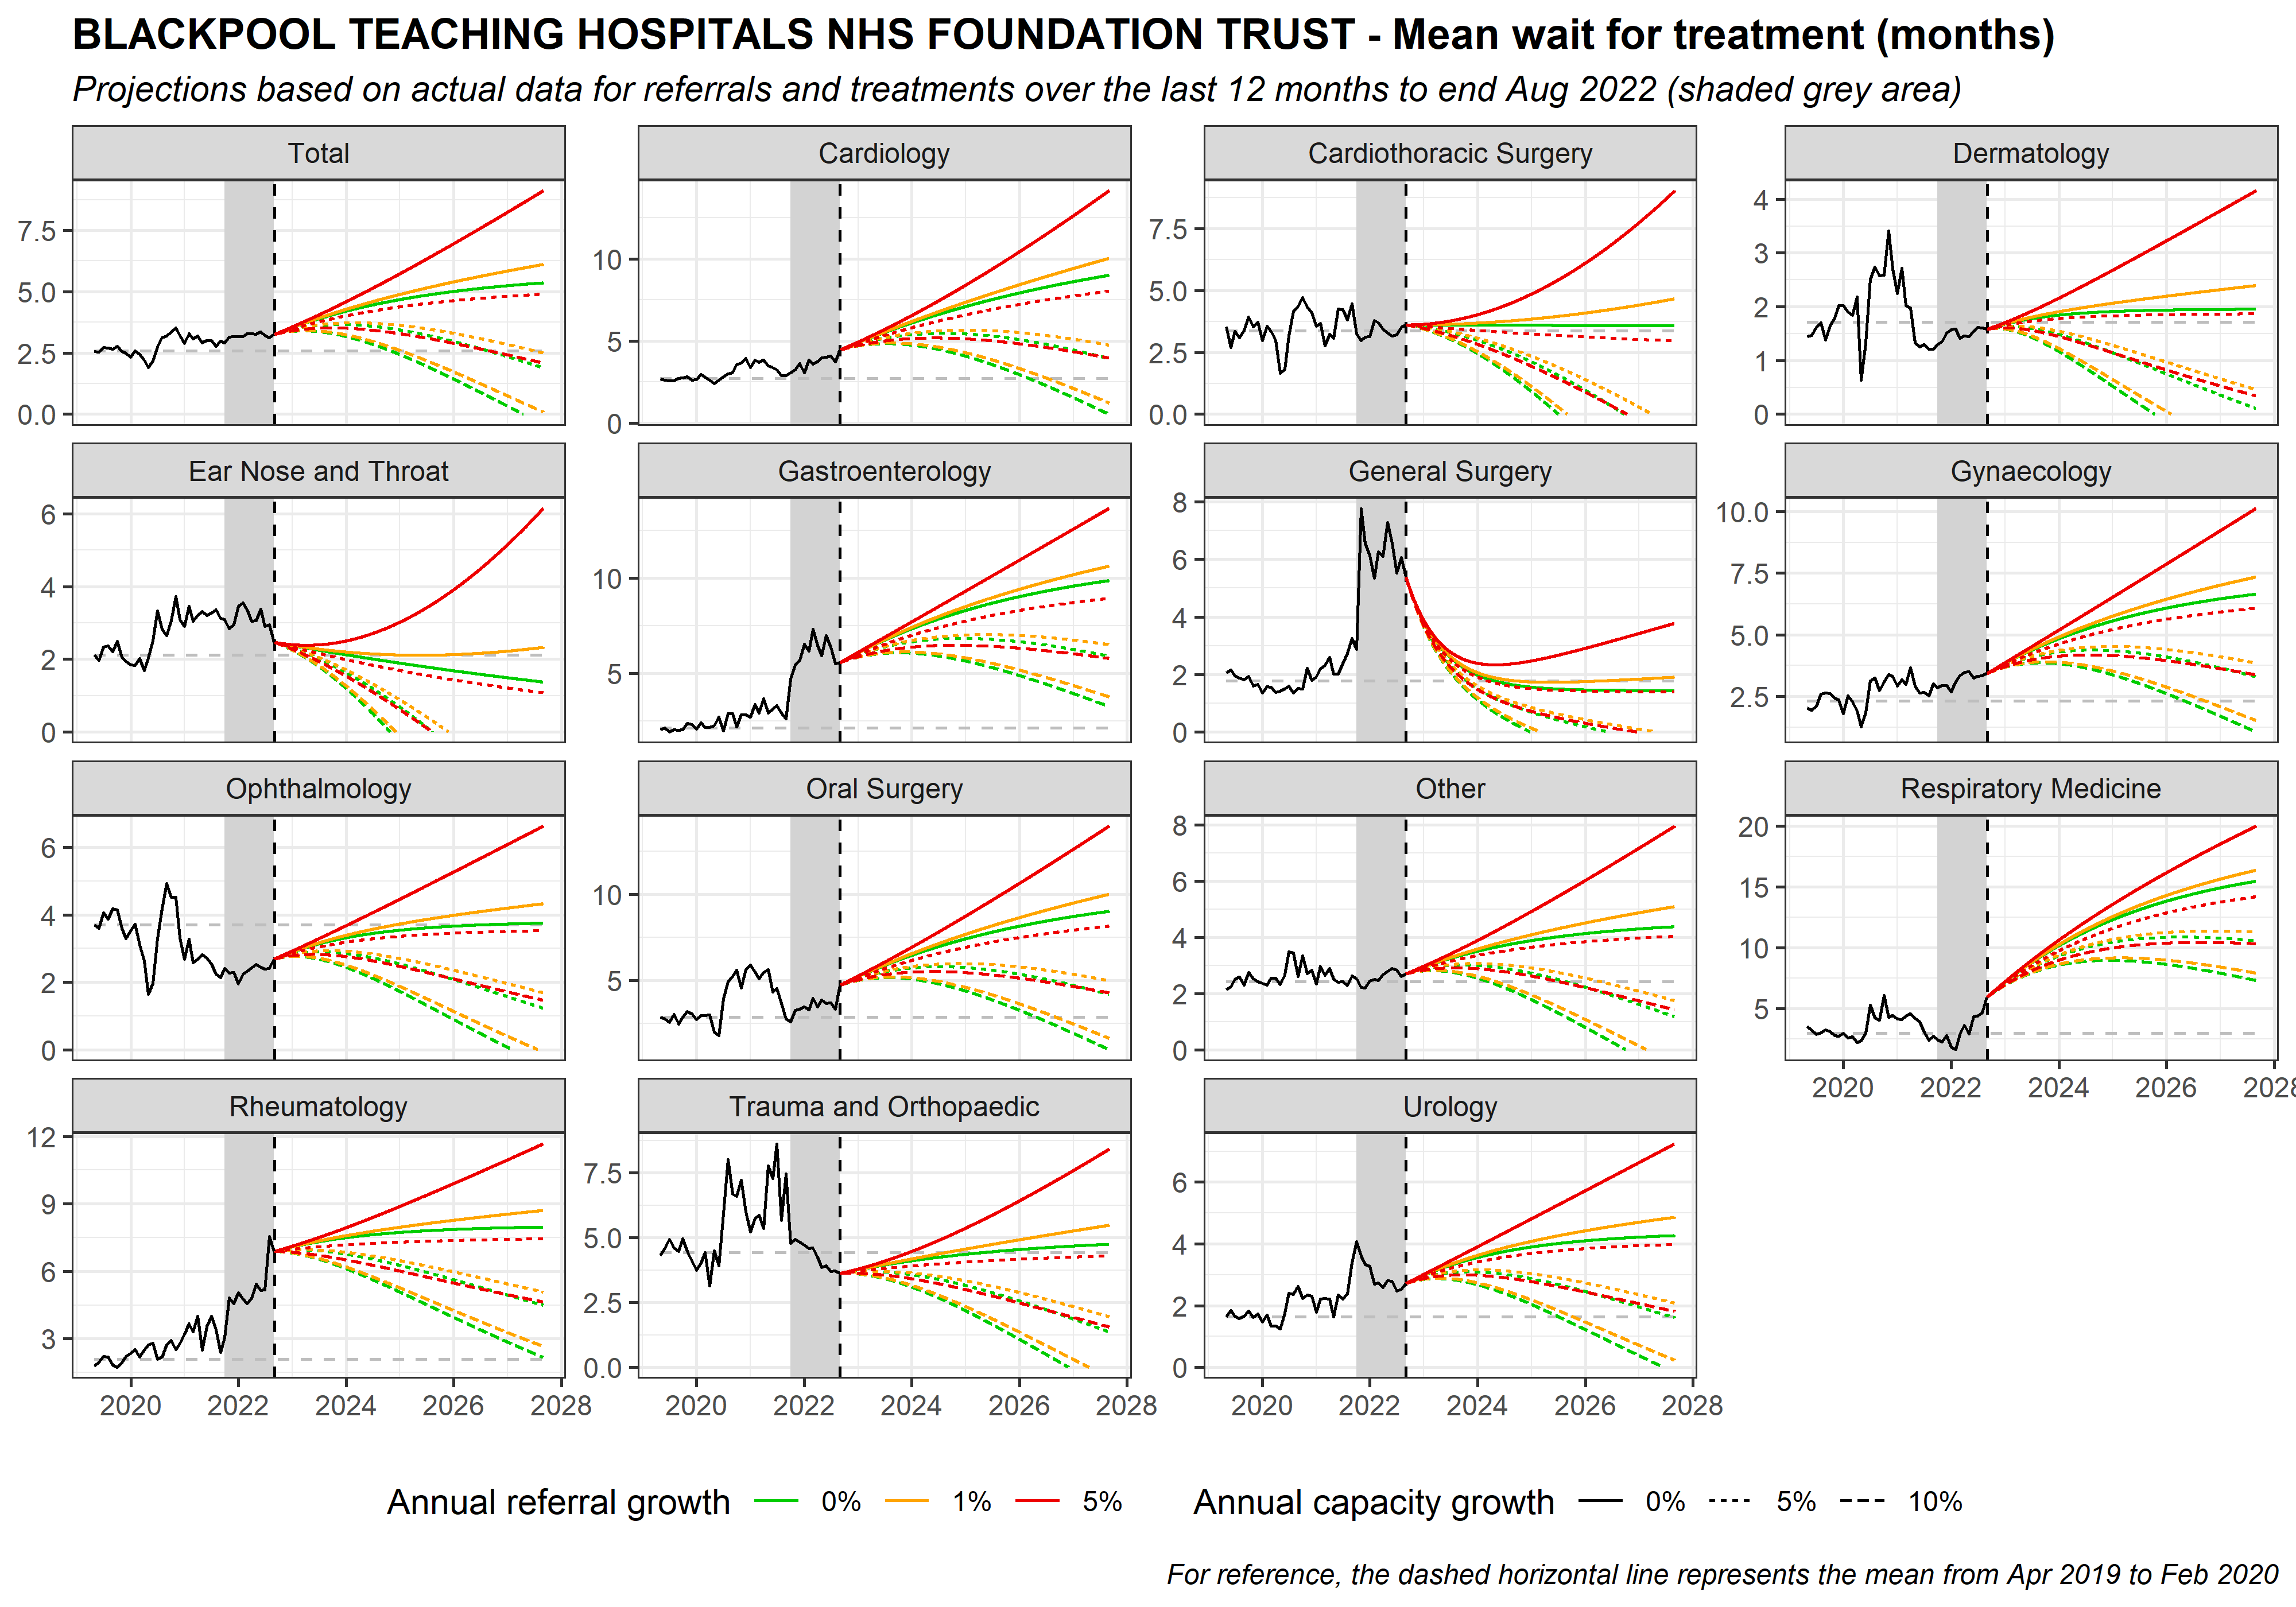 BLACKPOOL TEACHING HOSPITALS NHS FOUNDATION TRUST - Mean wait for treatment (months)
Projections based on actual data for referrals and treatments over the last 12 months to end Aug 2022 (shaded grey area)
Total
7.5
5.0
2.5
0.0
Cardiology
10
5
0
Cardiothoracic Surgery
7.5
5.0
2.5
0.0
Dermatology
4
3
2
1
0
Ear Nose and Throat
6
4
2
0
Gastroenterology
10
5
General Surgery
8
6
4
2
0
Gynaecology
10.0
7.5
5.0
2.5
Ophthalmology
6
4
2
0
Oral Surgery
10
5
Other
8
6
4
2
0
Respiratory Medicine
20
15
10
5
2020 2022 2024 2026 2028
Rheumatology
12
9
6
3
2020 2022 2024 2026 2028
Trauma and Orthopaedic
7.5
5.0
2.5
0.0
2020 2022 2024 2026 2028
Urology
6
4
2
0
2020 2022 2024 2026 2028
Annual referral growth 0% 1% 5% Annual capacity growth 0% 5% 10%
For reference, the dashed horizontal line represents the mean from Apr 2019 to Feb 2020